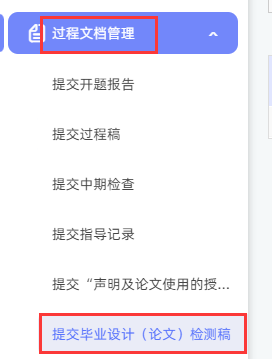 过程文档管理
提交开题报告
提交过程稿
提交中期检查
提交指导记录
提交“声明及论文使用的授...
提交毕业设计（论文）检测稿